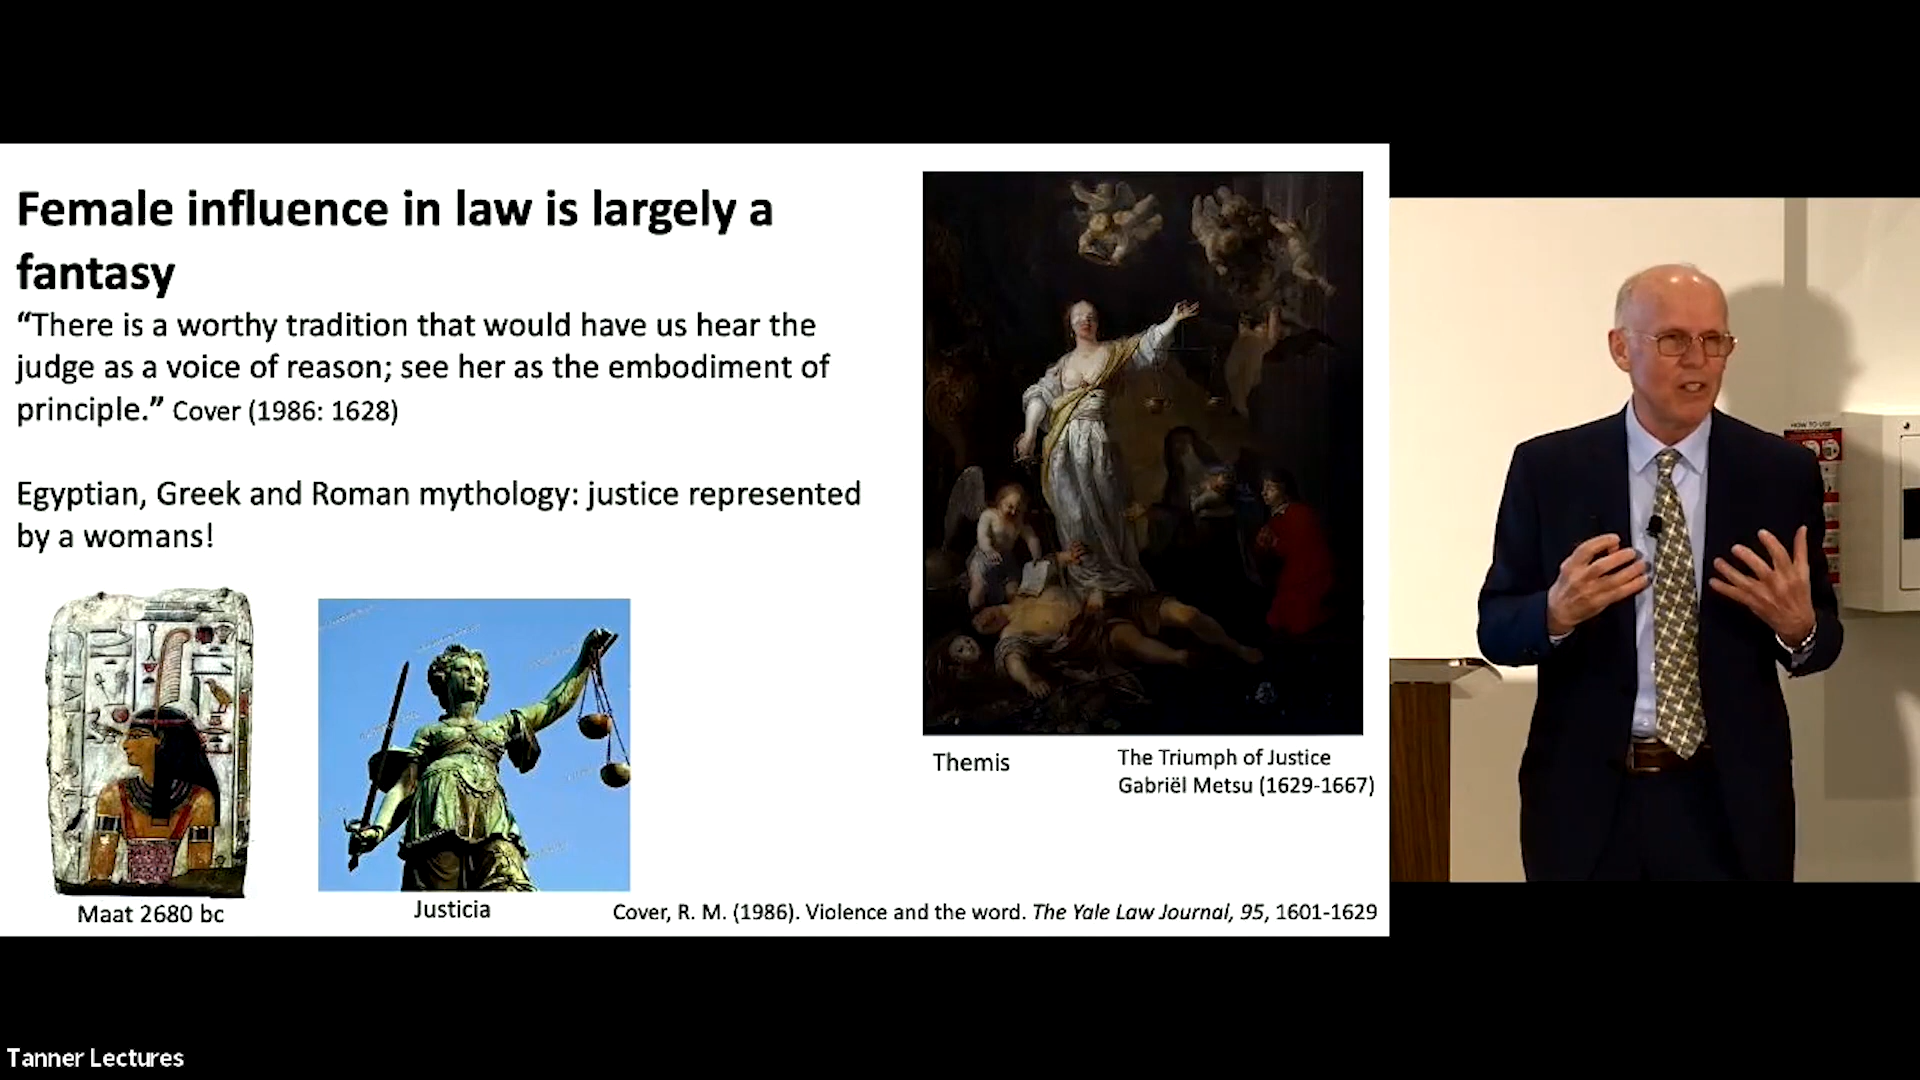 Female influence in law is largely a
fantasy
“There is a worthy tradition that would have us hear the
judge as a voice of reason; see her as the embodiment of
principle.” Cover (1986: 1628)
Egyptian, Greek and Roman mythology: justice represented
by a womans!
Themis
The Triumph of Justice
Gabriël Metsu (1629-1667)
Maat 2680 bc
Justicia
Cover, R. M. (1986). Violence and the word. The Yale Law Journal, 95, 1601-1629
HOW TO USE
Tanner Lectures